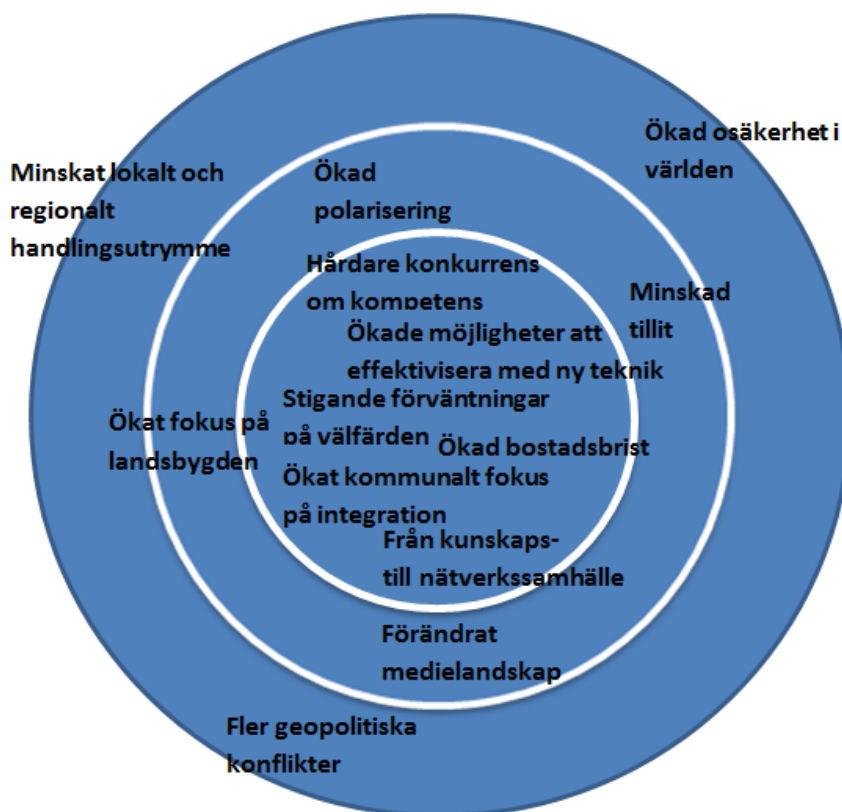 Ökad osäkerhet i
världen
Minskat lokalt och
regionalt
handlingsutrymme
Ökad
polarisering
Hårdare konkurrens
om kompetens
Minskad
tillit
Ökade möjligheter att
effektivisera med ny teknik
Stigande förväntningar
på välfärden
Ökat fokus på
landsbygden
Ökad bostadsbrist
Ökat kommunalt fokus
på integration
Från kunskaps-
till nätverkssamhälle
Förändrat
medielandskap
Fler geopolitiska
konflikter